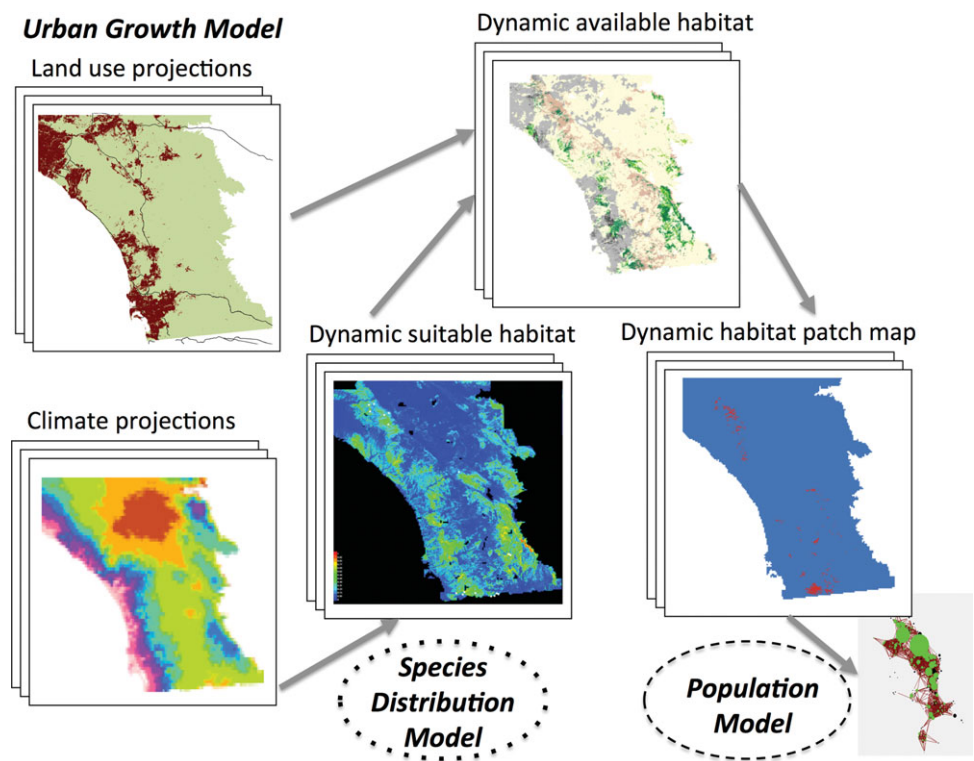 Urban Growth Model
Land use projections
Dynamic available habitat
Dynamic suitable habitat
Dynamic habitat patch map
Climate projections
Species
Distribution
Model
Population
Model